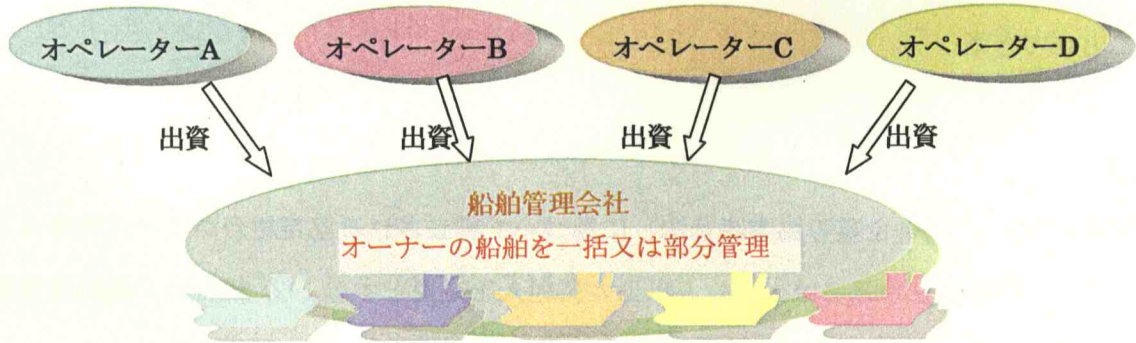 オペレーターA
オペレーターB
オペレーターC
オペレーターD
出資
出資
出資
出資
船舶管理会社
オーナーの船舶を一括又は部分管理